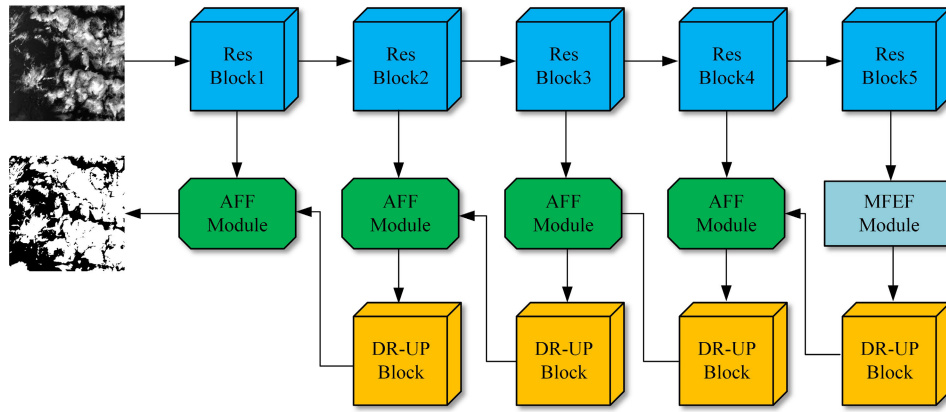 Res
Block1
Res
Block2
Res
Block3
Res
Block4
Res
Block5
AFF
Module
AFF
Module
AFF
Module
AFF
Module
MFEF
Module
DR-UP
Block
DR-UP
Block
DR-UP
Block
DR-UP
Block